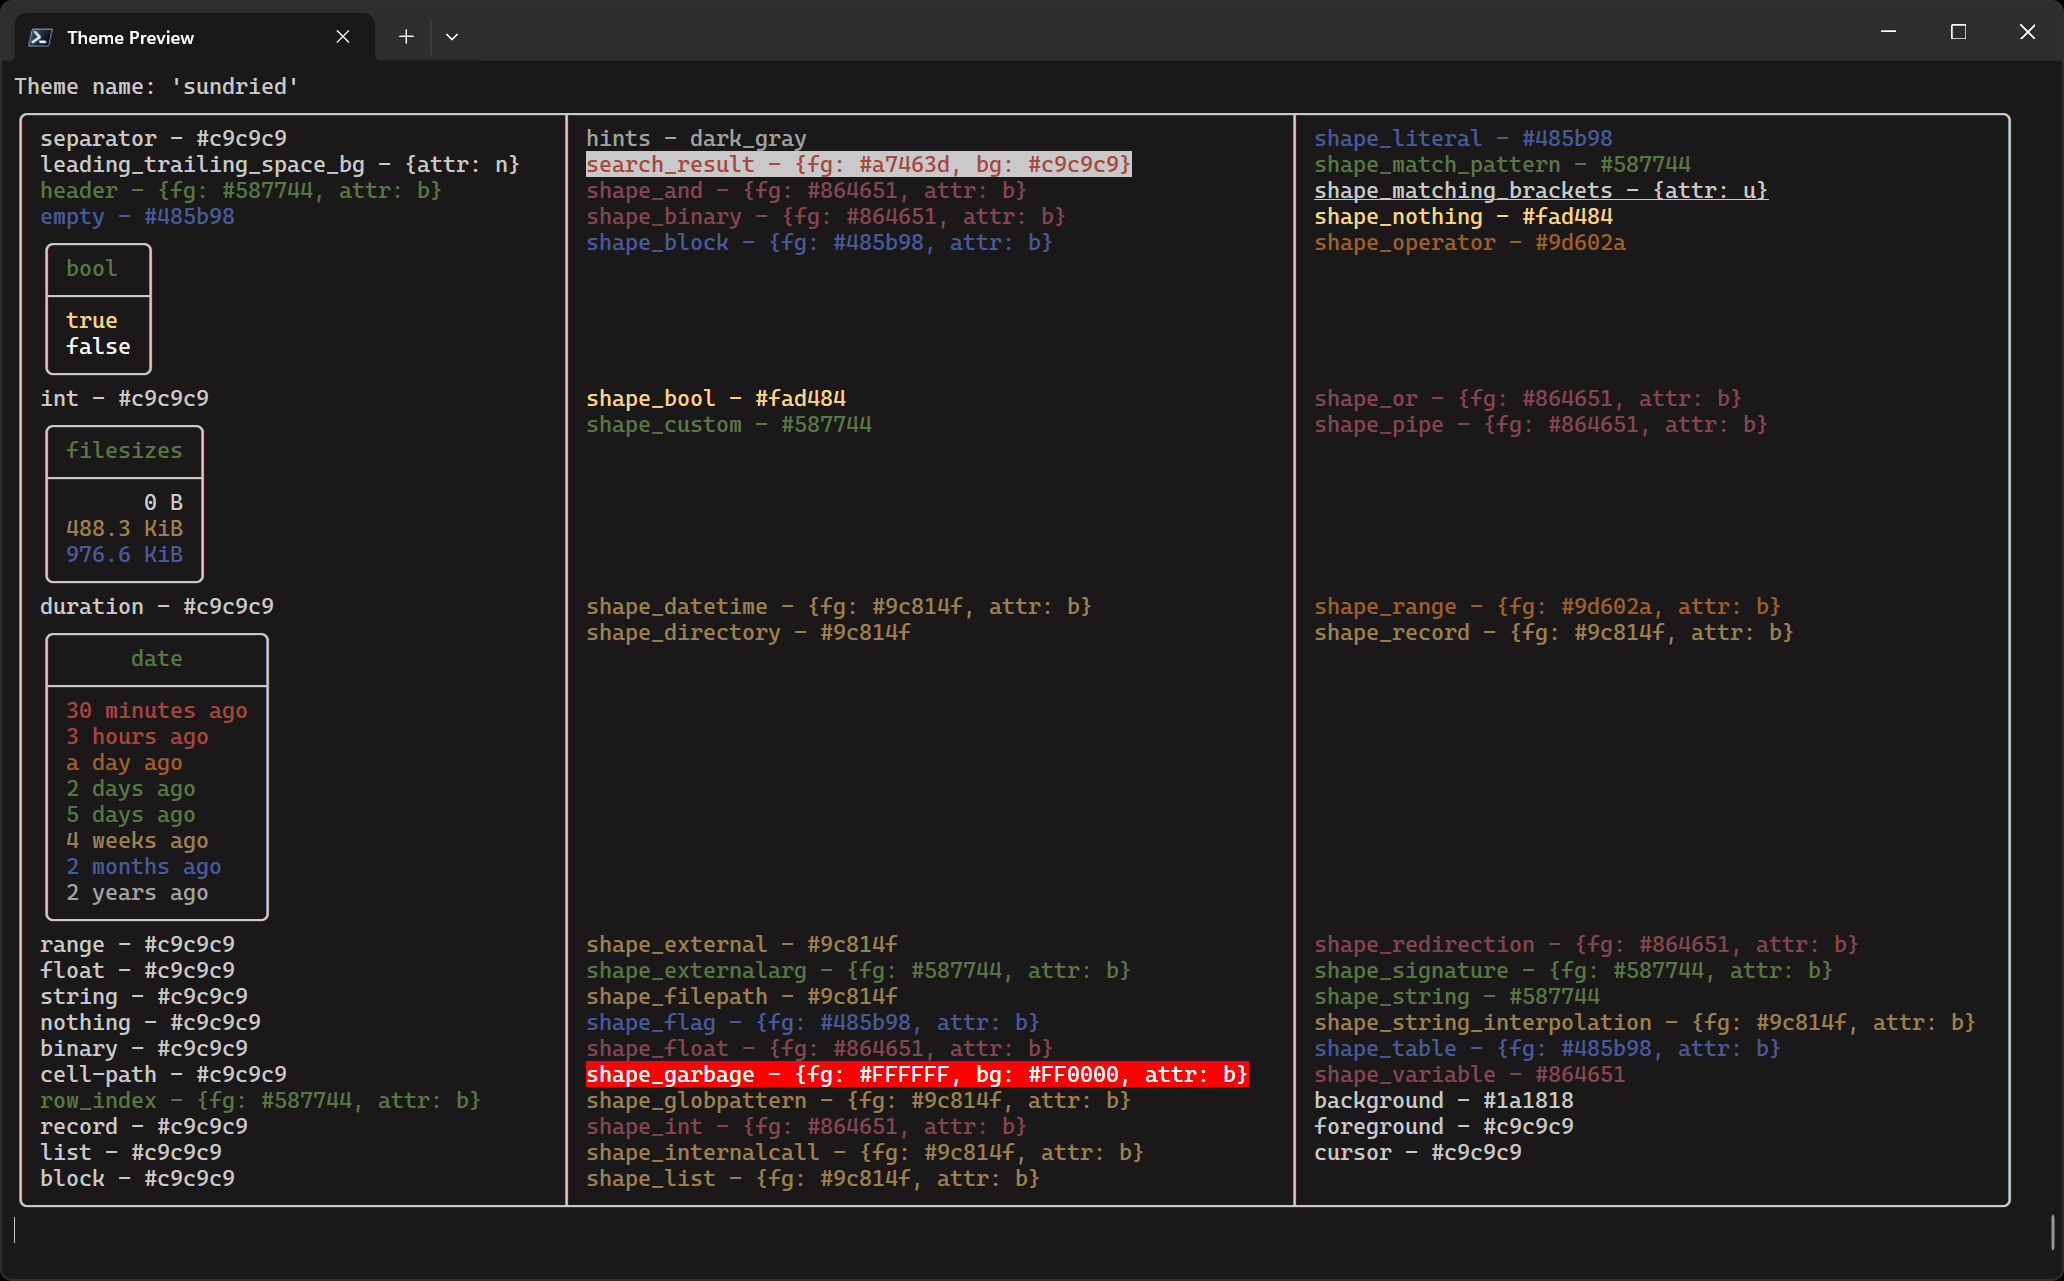 Theme Preview
Theme name: 'sundried'
separator - #c9c9c9
leading_trailing_space_bg - {attr: n}
header - {fg: #587744, attr: b}
empty - #485b98
bool
true
false
int - #c9c9c9
filesizes
0 B
488.3 KiB
976.6 KiB
duration - #c9c9c9
date
30 minutes ago
3 hours ago
a day ago
2 days ago
5 days ago
4 weeks ago
2 months ago
2 years ago
range - #c9c9c9
float - #c9c9c9
string - #c9c9c9
nothing - #c9c9c9
binary - #c9c9c9
cell-path - #c9c9c9
row_index - {fg: #587744, attr: b}
record - #c9c9c9
list - #c9c9c9
block - #c9c9c9
hints - dark_gray
search_result - {fg: #a7463d, bg: #c9c9c9}
shape_and - {fg: #864651, attr: b}
shape_binary - {fg: #864651, attr: b}
shape_block - {fg: #485b98, attr: b}
shape_bool - #fad484
shape_custom - #587744
shape_datetime - {fg: #9c814f, attr: b}
shape_directory - #9c814f
shape_external - #9c814f
shape_externalarg - {fg: #587744, attr: b}
shape_filepath - #9c814f
shape_flag - {fg: #485b98, attr: b}
shape_float - {fg: #864651, attr: b}
shape_garbage - {fg: #FFFFFF, bg: #FF0000, attr: b}
shape_globpattern - {fg: #9c814f, attr: b}
shape_int - {fg: #864651, attr: b}
shape_internalcall - {fg: #9c814f, attr: b}
shape_list - {fg: #9c814f, attr: b}
shape_literal - #485b98
shape_match_pattern - #587744
shape_matching_brackets - {attr: u}
shape_nothing - #fad484
shape_operator - #9d602a
shape_or - {fg: #864651, attr: b}
shape_pipe - {fg: #864651, attr: b}
shape_range - {fg: #9d602a, attr: b}
shape_record - {fg: #9c814f, attr: b}
shape_redirection - {fg: #864651, attr: b}
shape_signature - {fg: #587744, attr: b}
shape_string - #587744
shape_string_interpolation - {fg: #9c814f, attr: b}
shape_table - {fg: #485b98, attr: b}
shape_variable - #864651
background - #1a1818
foreground - #c9c9c9
cursor - #c9c9c9